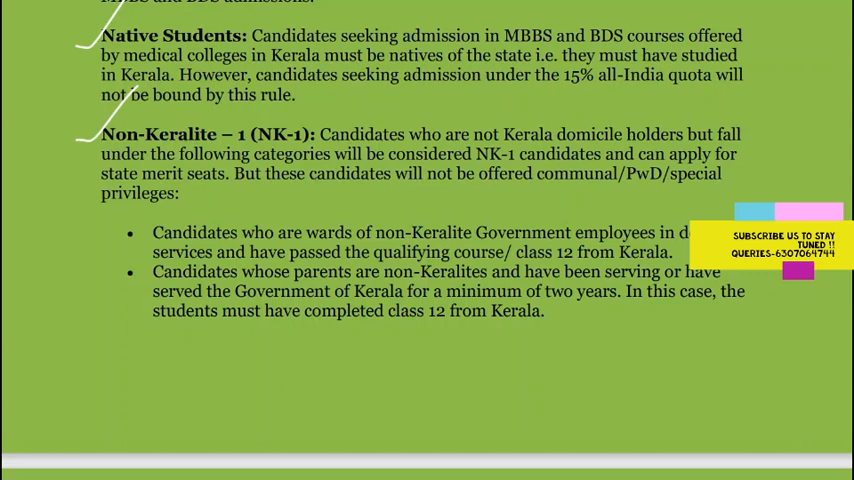 MBBS and BDS admissions.
Native Students: Candidates seeking admission in MBBS and BDS courses offered
by medical colleges in Kerala must be natives of the state i.e. they must have studied
in Kerala. However, candidates seeking admission under the 15% all-India quota will
not be bound by this rule.
Non-Keralite – 1 (NK-1): Candidates who are not Kerala domicile holders but fall
under the following categories will be considered NK-1 candidates and can apply for
state merit seats. But these candidates will not be offered communal/PwD/special
privileges:
• Candidates who are wards of non-Keralite Government employees in
services and have passed the qualifying course/ class 12 from Kerala.
• Candidates whose parents are non-Keralites and have been serving or have
served the Government of Kerala for a minimum of two years. In this case, the
students must have completed class 12 from Kerala.
SUBSCRIBE US TO STAY
TUNED !!
QUERIES-6307064744